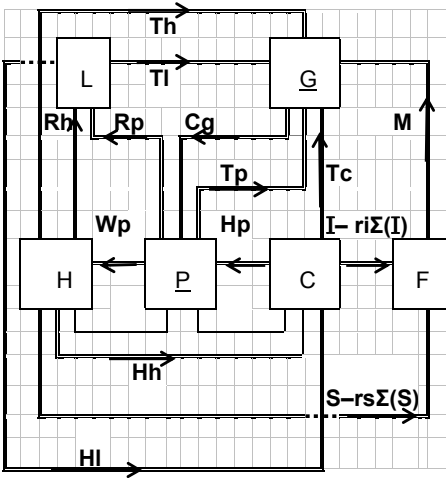 Th
L
Tl
G
Rh
Rp
Cg
M
Tp
Tc
Wp
Hp
I– riΣ(I)
H
P
C
F
Hh
S–rsΣ(S)
Hl